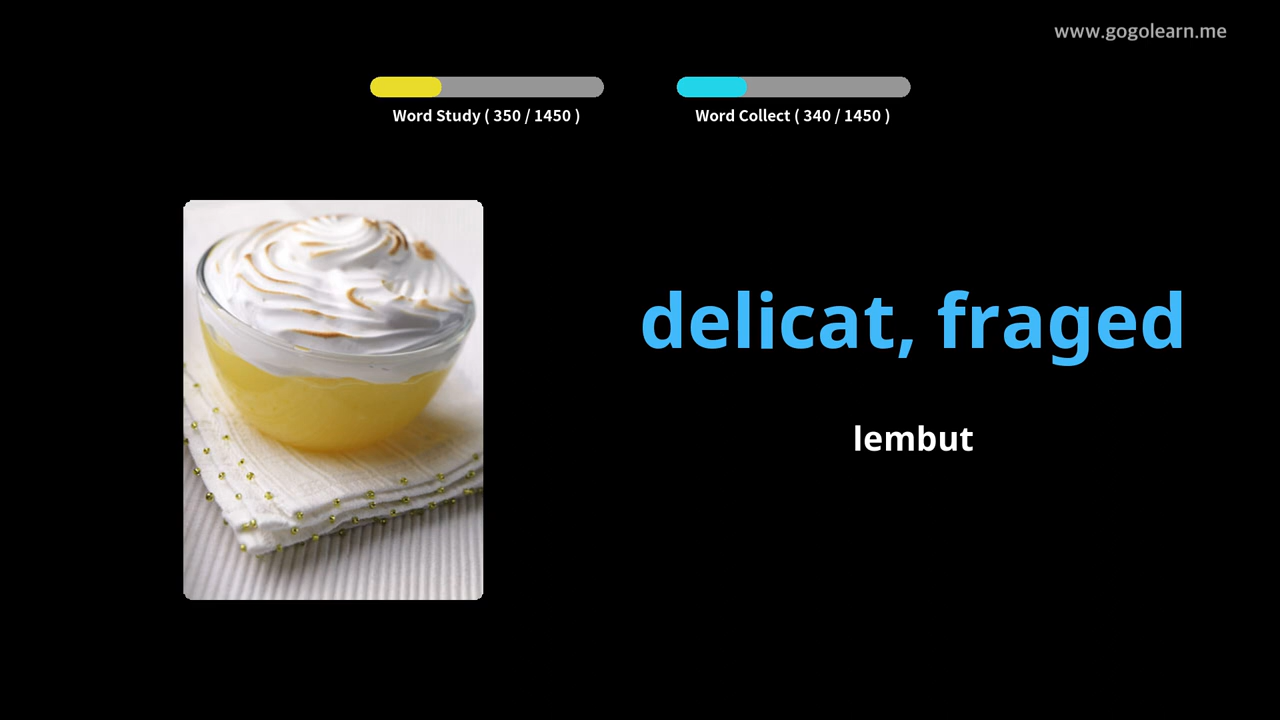 www.gogolearn.me
Word Study ( 350 / 1450 )
Word Collect ( 340 / 1450 )
delicat, fraged
lembut